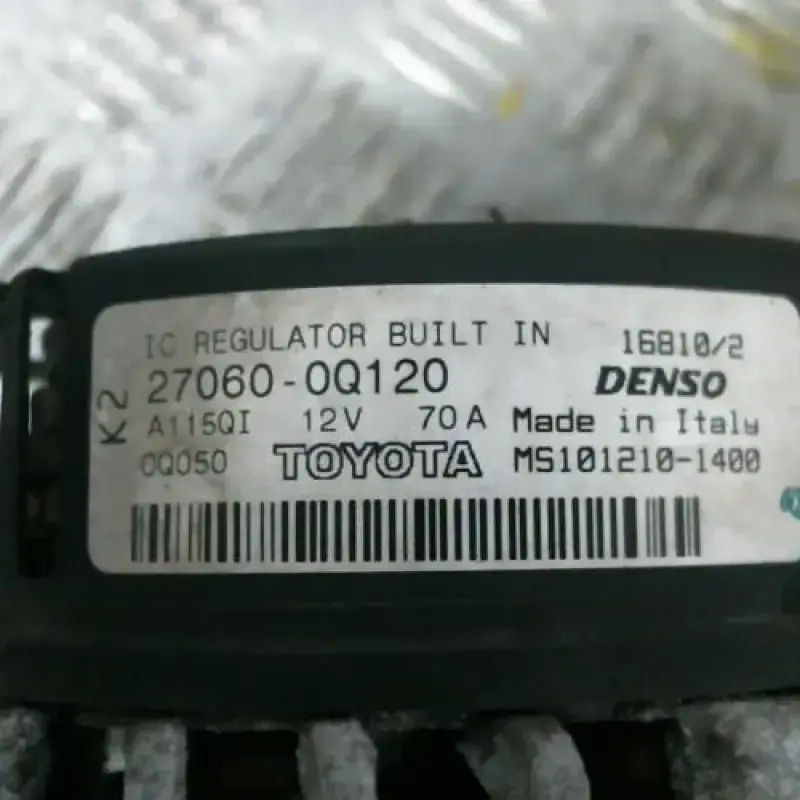 IC REGULATOR BUILT IN 16810/2
K2
27060-0Q120 DENSO
A115QI 12V 70A Made in Italy
0Q050 TOYOTA MS101210-1400